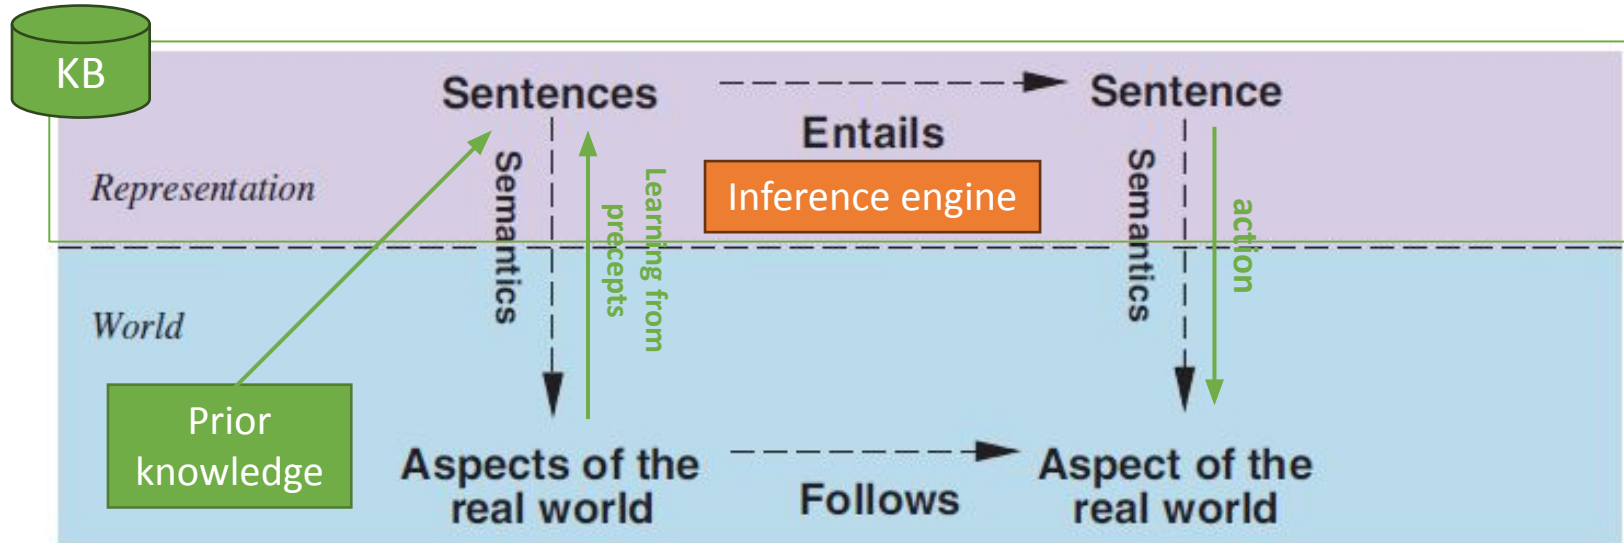 KB
Sentences
Sentence
Entails
Representation
Semantics
Learning from
precepts
Inference engine
Semantics
action
World
Prior
knowledge
Aspects of the
real world
Follows
Aspect of the
real world